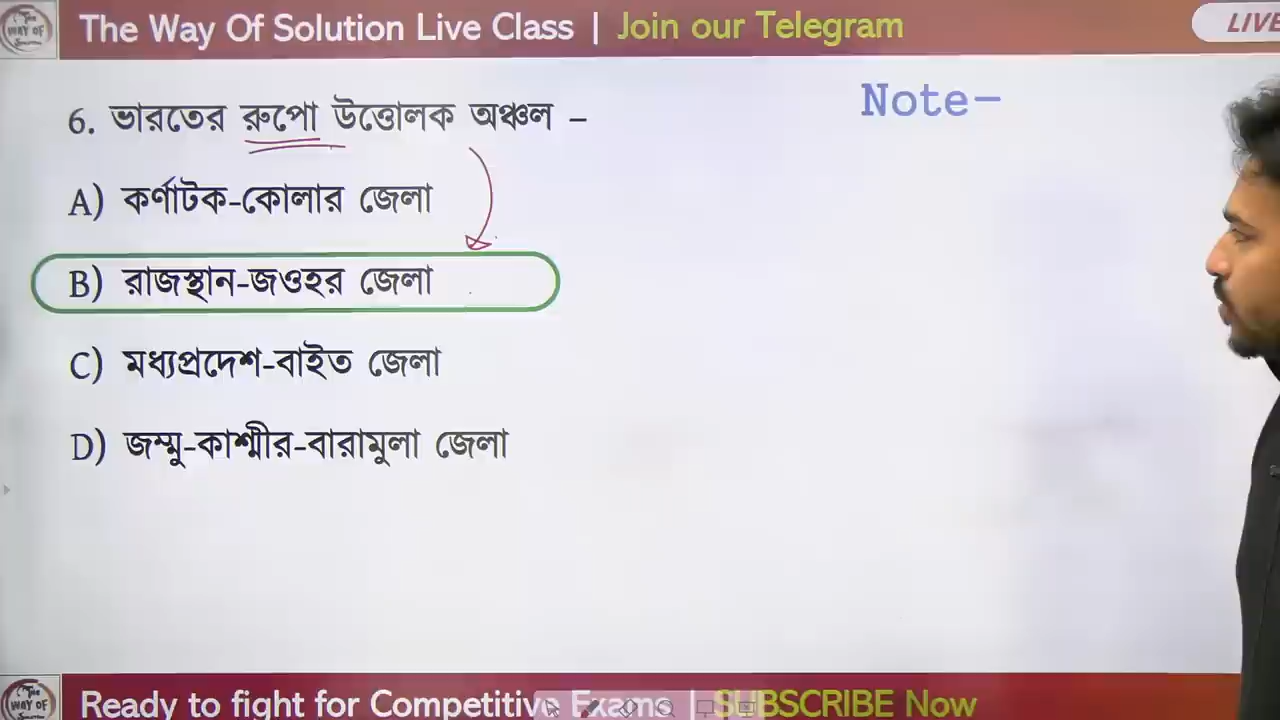 The Way Of Solution Live Class | Join our Telegram
LIVE
Note-
6. ভারতের রুপো উত্তোলক অঞ্চল –
A) কর্ণাটক-কোলার জেলা
B) রাজস্থান-জওহর জেলা
C) মধ্যপ্রদেশ-বাইত জেলা
D) জম্মু-কাশ্মীর-বারামুলা জেলা
Ready to fight for Competitive Exams | SUBSCRIBE Now